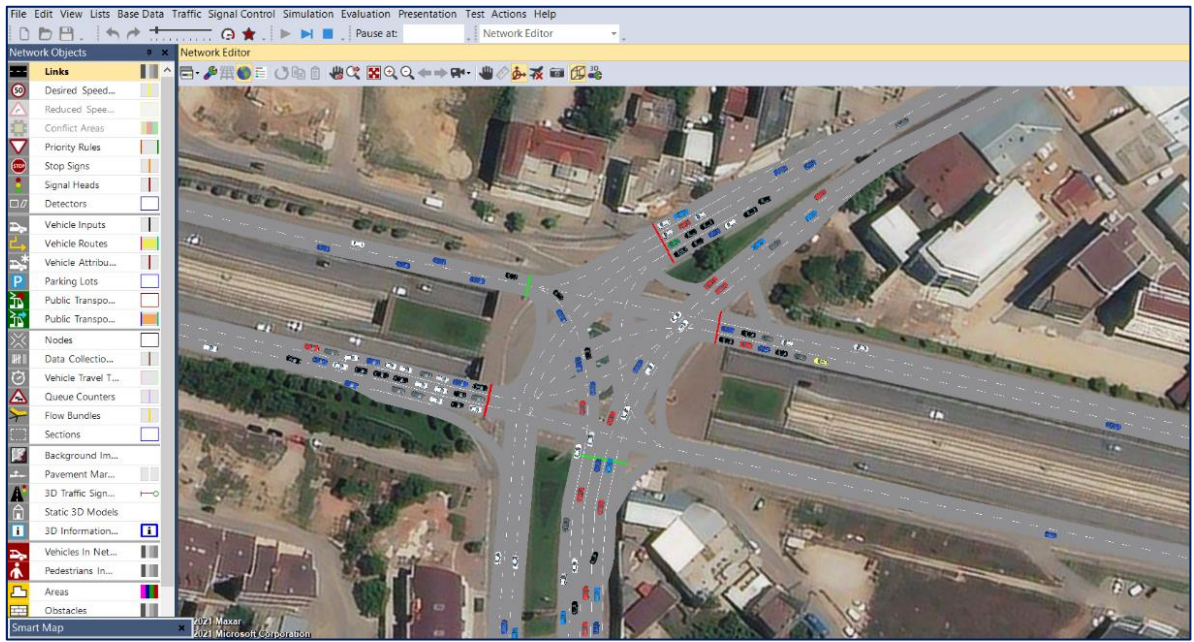 File Edit View Lists Base Data Traffic Signal Control Simulation Evaluation Presentation Test Actions Help
Pause at: Network Editor
Network Objects
Network Editor
Links
50 Desired Speed...
Reduced Spee...
Conflict Areas
Priority Rules
STOP Stop Signs
Signal Heads
Detectors
Vehicle Inputs
Vehicle Routes
Vehicle Attribu...
P Parking Lots
Public Transpo...
Public Transpo...
Nodes
Data Collectio...
Vehicle Travel T...
Queue Counters
Flow Bundles
Sections
Background Im...
Pavement Mar...
3D Traffic Sign...
Static 3D Models
3D Information...
Vehicles In Net...
Pedestrians In...
Areas
Obstacles
Smart Map
2021 Maxar
2021 Microsoft Corporation
3D